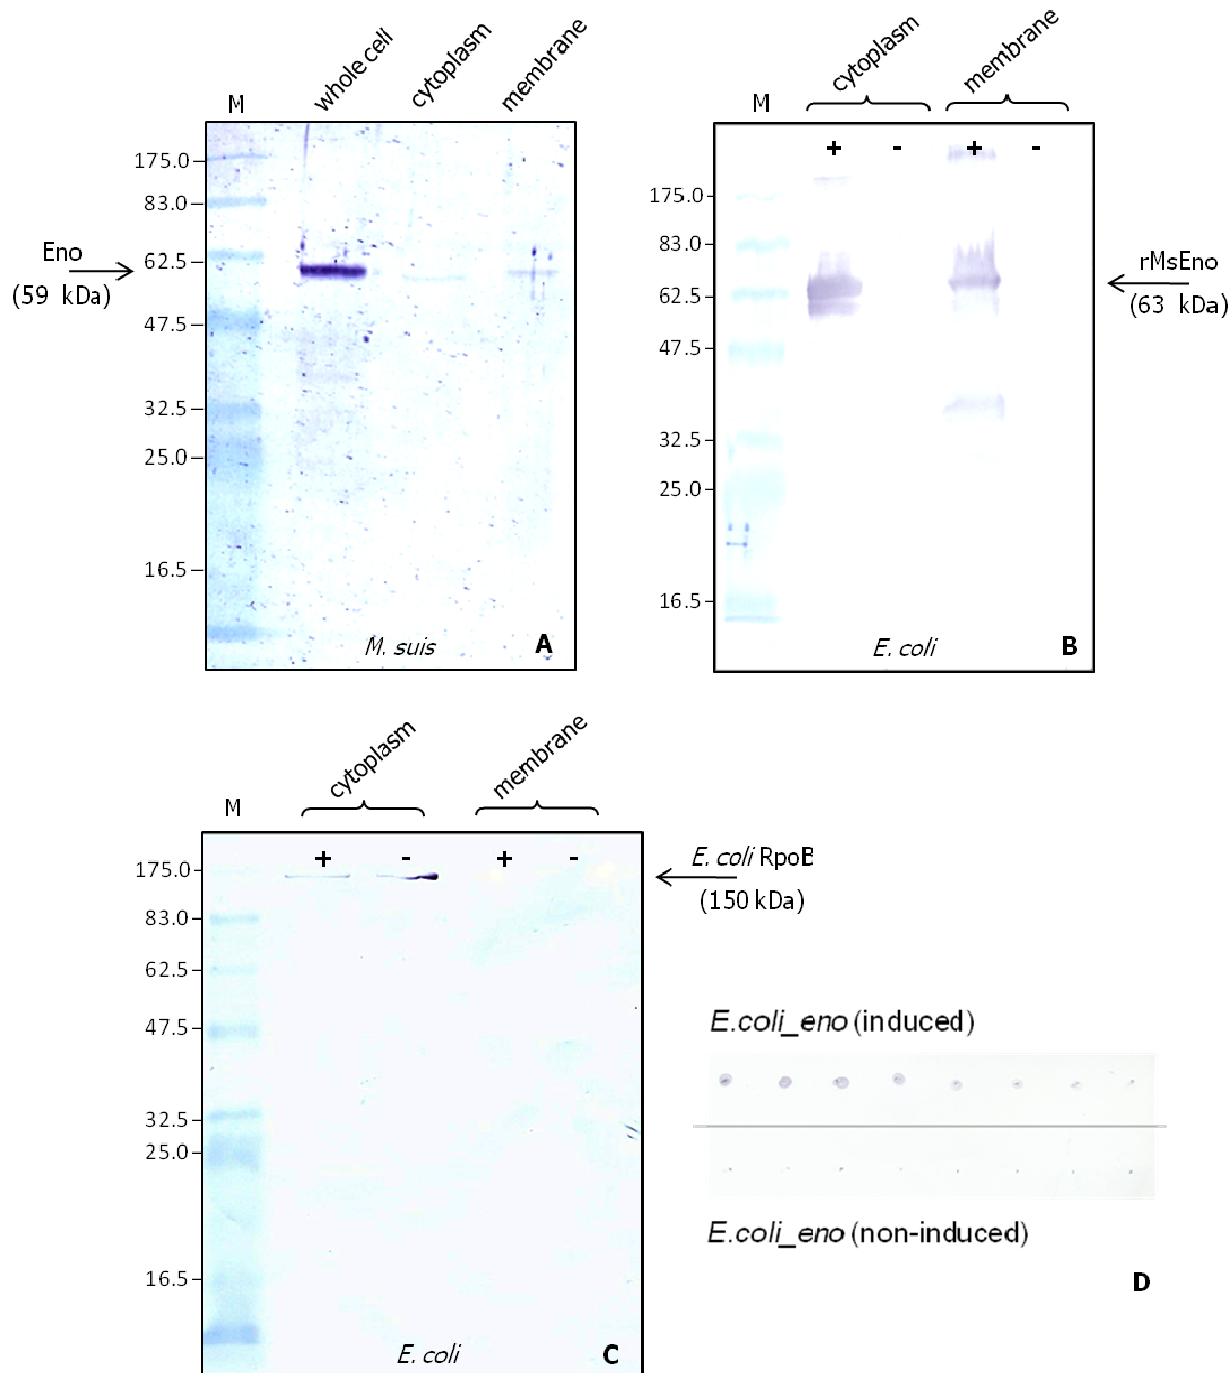 whole cell
cytoplasm
membrane
M
175.0
83.0
62.5
47.5
32.5
25.0
16.5
Eno
(59 kDa)
M. suis
A
cytoplasm
membrane
M
+ - + -
175.0
83.0
62.5
47.5
32.5
25.0
16.5
rMsEno
(63 kDa)
E. coli
B
cytoplasm
membrane
M
+ - + -
175.0
83.0
62.5
47.5
32.5
25.0
16.5
E. coli RpoB
(150 kDa)
E. coli
C
E.coli_eno (induced)
E.coli_eno (non-induced)
D